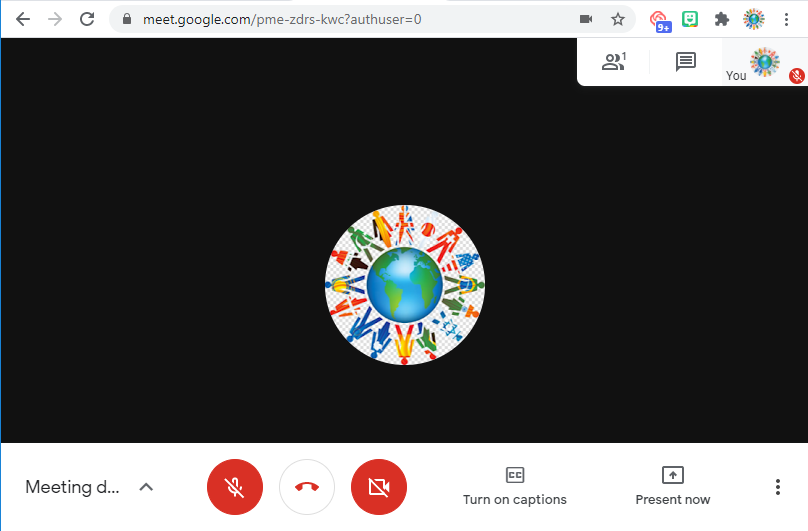 meet.google.com/pme-zdrs-kwc?authuser=0
9+
1
You
Meeting d...
Turn on captions
Present now